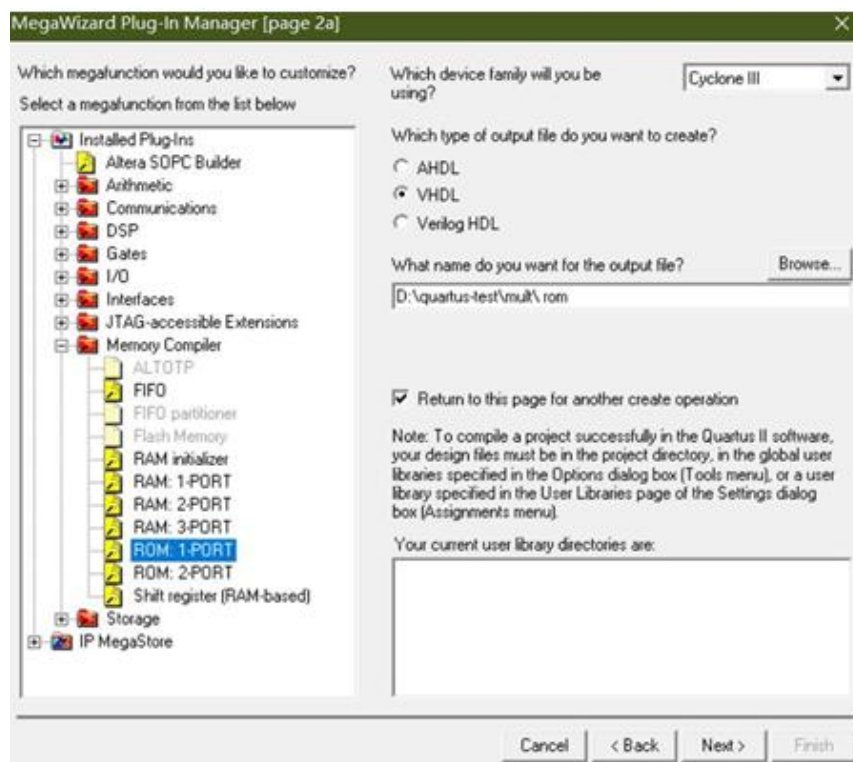 MegaWizard Plug-In Manager [page 2a]
Which megafunction would you like to customize?
Select a megafunction from the list below
Installed Plug-Ins
Altera SOPC Builder
Arithmetic
Communications
DSP
Gates
I/O
Interfaces
JTAG-accessible Extensions
Memory Compiler
ALTOTP
FIFO
FIFO partitioner
Flash Memory
RAM initializer
RAM: 1-PORT
RAM: 2-PORT
RAM: 3-PORT
ROM: 1-PORT
ROM: 2-PORT
Shift register (RAM-based)
Storage
IP MegaStore
Which device family will you be
using?
Cyclone III
Which type of output file do you want to create?
AHDL
VHDL
Verilog HDL
What name do you want for the output file?
Browse...
D:\quartus-test\mult\ rom
Return to this page for another create operation
Note: To compile a project successfully in the Quartus II software,
your design files must be in the project directory, in the global user
libraries specified in the Options dialog box (Tools menu), or a user
library specified in the User Libraries page of the Settings dialog
box (Assignments menu).
Your current user library directories are:
Cancel
< Back
Next >
Finish